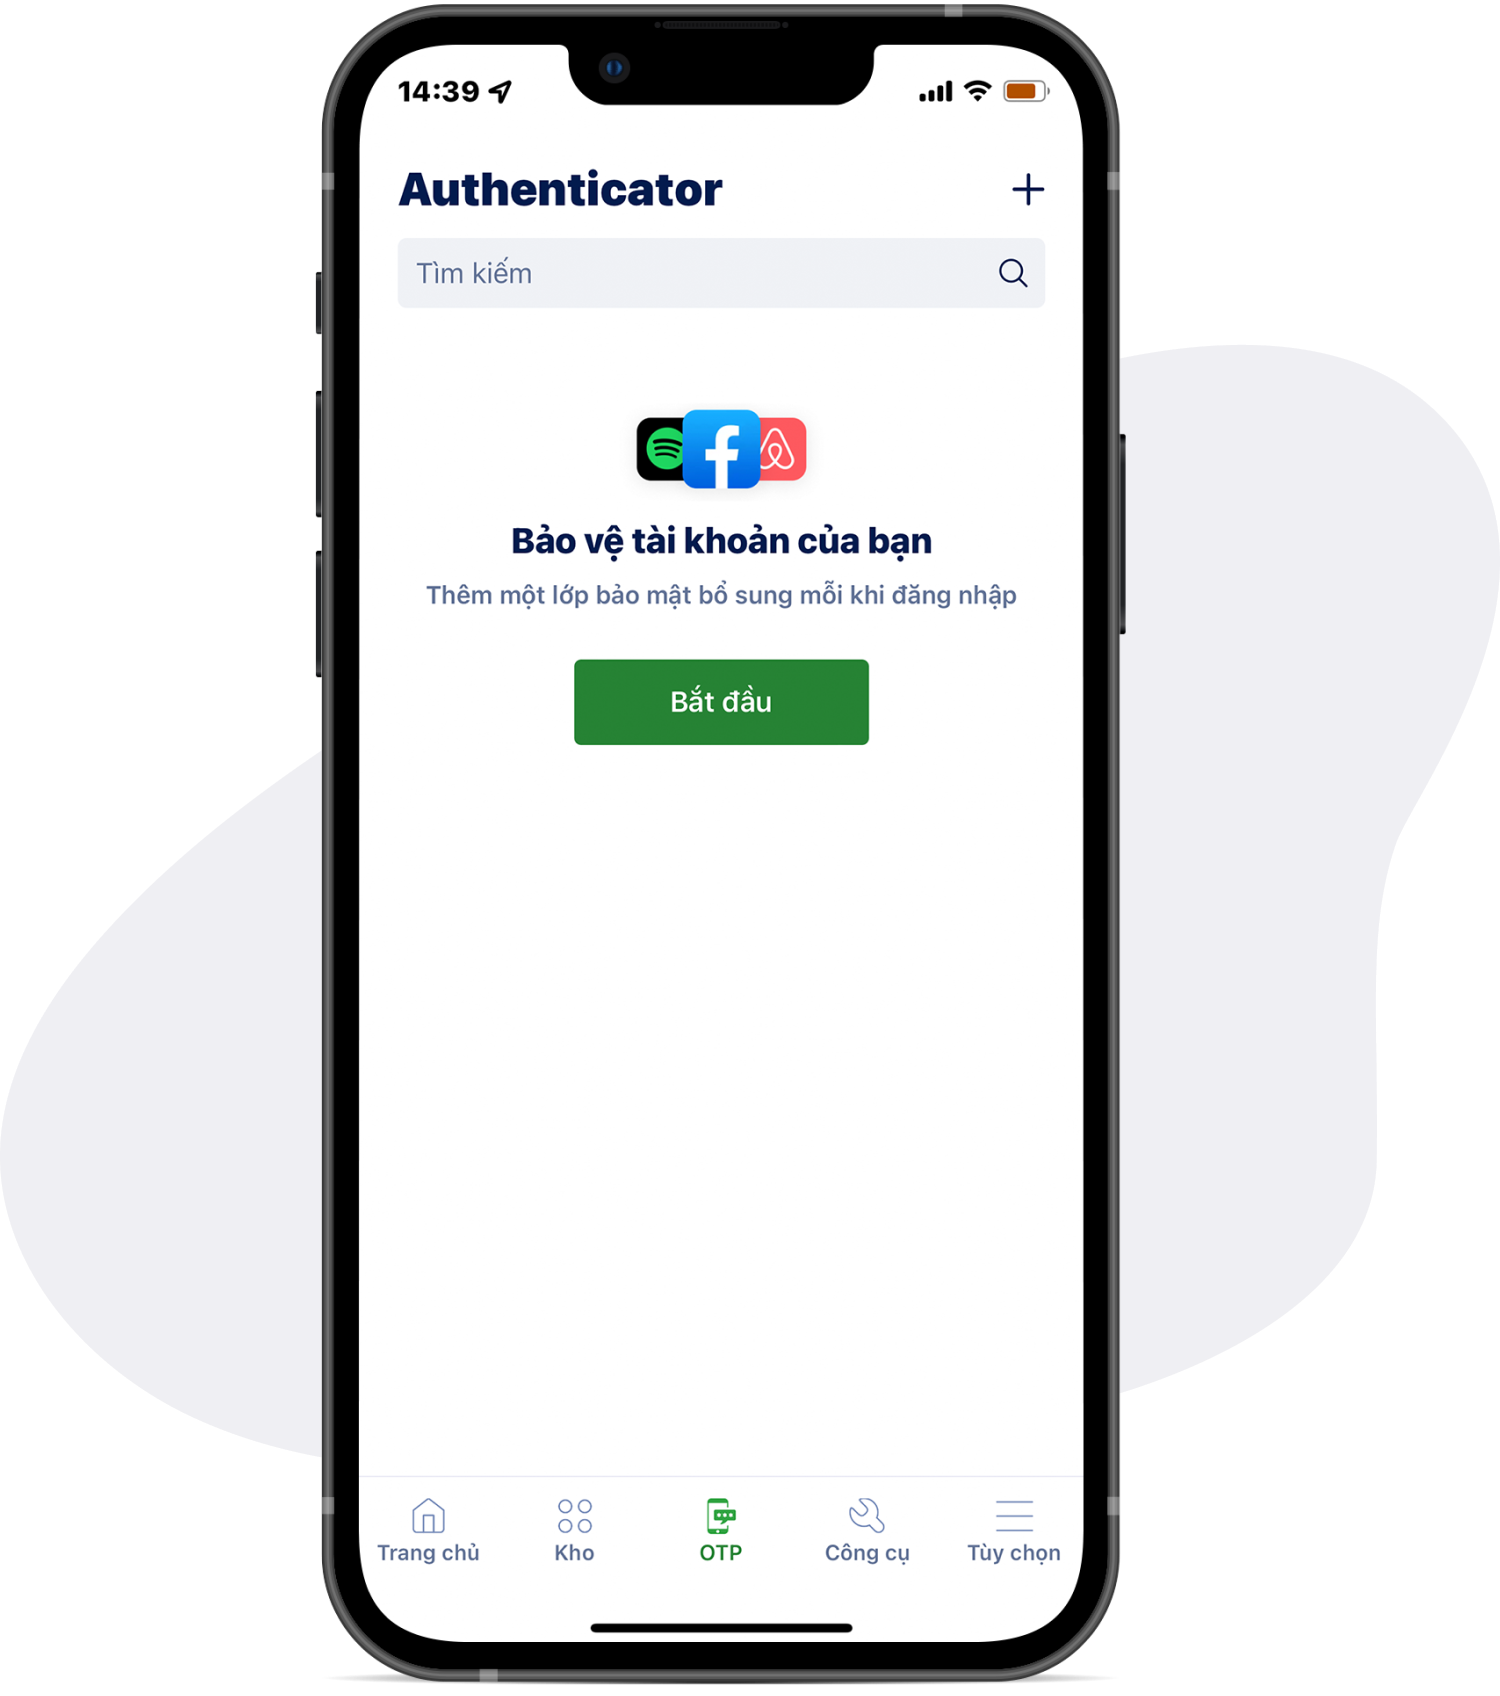 14:39
Authenticator
Tìm kiếm
Bảo vệ tài khoản của bạn
Thêm một lớp bảo mật bổ sung mỗi khi đăng nhập
Bắt đầu
Trang chủ
Kho
OTP
Công cụ
Tùy chọn